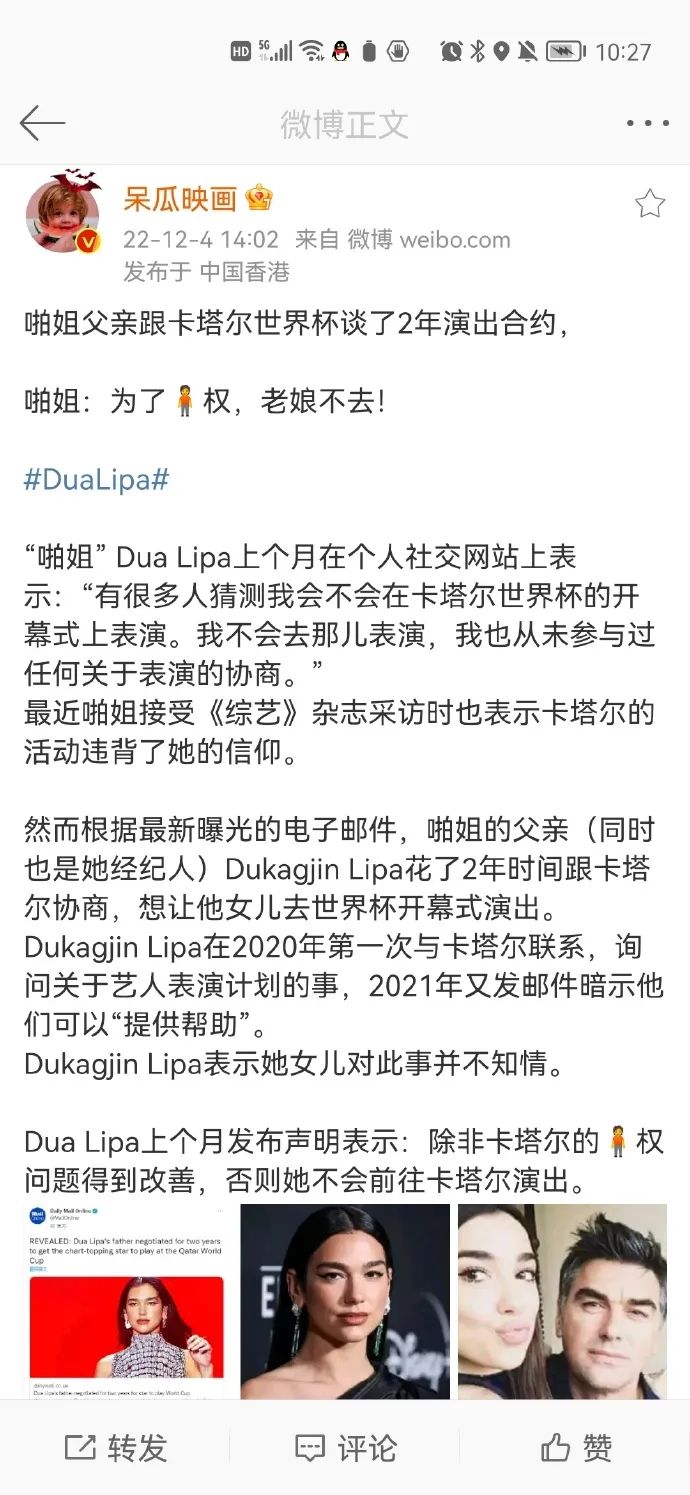 HD 5G 10:27
微博正文
呆瓜映画
22-12-4 14:02 来自 微博 weibo.com
发布于 中国香港
啪姐父亲跟卡塔尔世界杯谈了2年演出合约，
啪姐：为了🧍权，老娘不去！
#DuaLipa#
“啪姐” Dua Lipa上个月在个人社交网站上表
示：“有很多人猜测我会不会在卡塔尔世界杯的开
幕式上表演。我不会去那儿表演，我也从未参与过
任何关于表演的协商。”
最近啪姐接受《综艺》杂志采访时也表示卡塔尔的
活动违背了她的信仰。
然而根据最新曝光的电子邮件，啪姐的父亲（同时
也是她经纪人）Dukagjin Lipa花了2年时间跟卡塔
尔协商，想让他女儿去世界杯开幕式演出。
Dukagjin Lipa在2020年第一次与卡塔尔联系，询
问关于艺人表演计划的事，2021年又发邮件暗示他
们可以“提供帮助”。
Dukagjin Lipa表示她女儿对此事并不知情。
Dua Lipa上个月发布声明表示：除非卡塔尔的🧍权
问题得到改善，否则她不会前往卡塔尔演出。
Daily Mail Online
@MailOnline
REVEALED: Dua Lipa's father negotiated for two years
to get the chart-topping star to play at the Qatar World
Cup
dailymail.co.uk
Dua Lipa's father negotiated for two years for star to play World Cup
转发 评论 赞